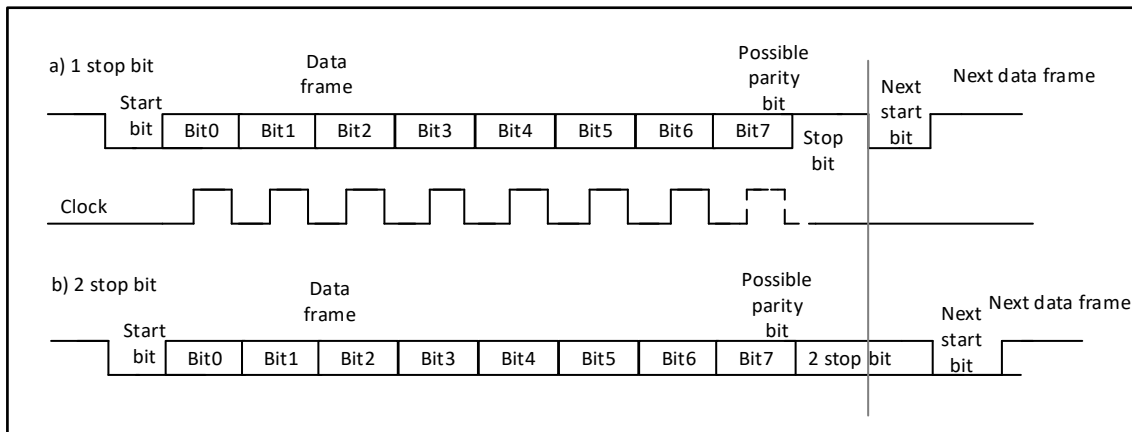 a) 1 stop bit
Data
frame
Possible
parity
bit
Next data frame
Start
bit
Bit0
Bit1
Bit2
Bit3
Bit4
Bit5
Bit6
Bit7
Stop
bit
Next
start
bit
Clock
b) 2 stop bit
Data
frame
Possible
parity
bit
Next data frame
Start
bit
Bit0
Bit1
Bit2
Bit3
Bit4
Bit5
Bit6
Bit7
2 stop bit
Next
start
bit